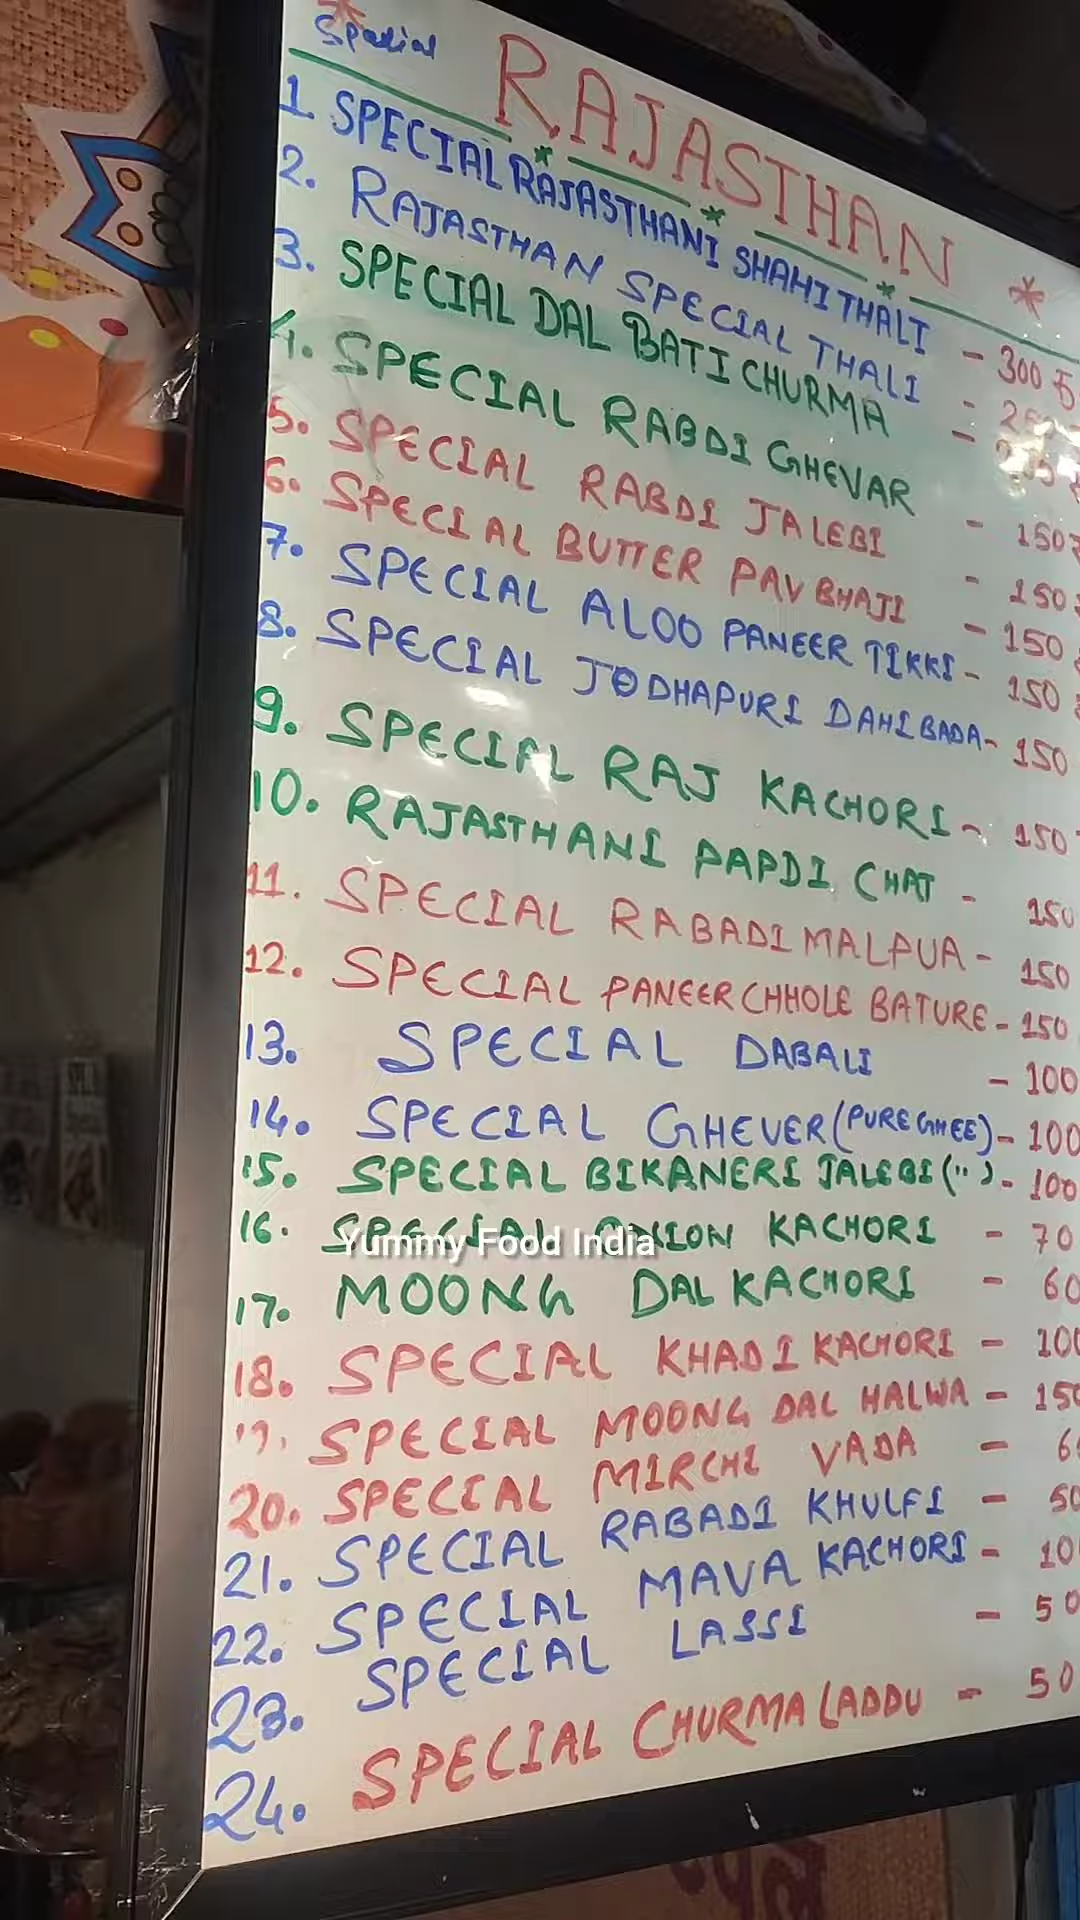 Special RAJASTHAN
1. SPECIAL RAJASTHANI SHAHI THALI - 300 ₹
2. RAJASTHAN SPECIAL THALI -
3. SPECIAL DAL BATI CHURMA -
4. SPECIAL RABDI GHEVAR - 150₹
5. SPECIAL RABDI JALEBI - 150₹
6. SPECIAL BUTTER PAV BHAJI - 150₹
7. SPECIAL ALOO PANEER TIKKI - 150₹
8. SPECIAL JODHAPURI DAHI BADA - 150
9. SPECIAL RAJ KACHORI - 150
10. RAJASTHANI PAPDI CHAT - 150
11. SPECIAL RABADI MALPUA - 150
12. SPECIAL PANEER CHHOLE BATURE - 150
13. SPECIAL DABALI - 100
14. SPECIAL GHEVER (PURE GHEE) - 100
15. SPECIAL BIKANERI JALEBI (") - 100
16. SPECIAL ONION KACHORI - 70
Yummy Food India
17. MOONG DAL KACHORI - 60
18. SPECIAL KHADI KACHORI - 100
19. SPECIAL MOONG DAL HALWA - 150
20. SPECIAL MIRCHI VADA - 6
21. SPECIAL RABADI KHULFI - 50
22. SPECIAL MAVA KACHORI - 10
23. SPECIAL LASSI - 50
24. SPECIAL CHURMA LADDU - 50